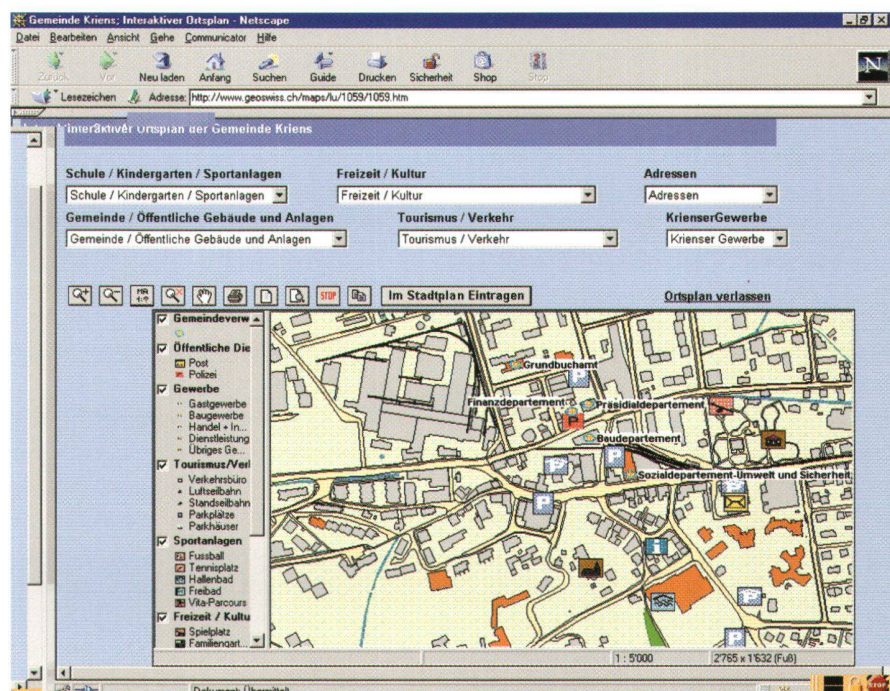 Gemeinde Kriens; Interaktiver Ortsplan - Netscape
Datei Bearbeiten Ansicht Gehe Communicator Hilfe
Zurück Vor Neu laden Anfang Suchen Guide Drucken Sicherheit Shop Stop
N
Lesezeichen Adresse: http://www.geoswiss.ch/maps/lu/1059/1059.htm
Interaktiver Ortsplan der Gemeinde Kriens
Schule / Kindergarten / Sportanlagen Freizeit / Kultur Adressen
Schule / Kindergarten / Sportanlagen Freizeit / Kultur Adressen
Gemeinde / Öffentliche Gebäude und Anlagen Tourismus / Verkehr KrienserGewerbe
Gemeinde / Öffentliche Gebäude und Anlagen Tourismus / Verkehr Krienser Gewerbe
STOP Im Stadtplan Eintragen Ortsplan verlassen
Gemeindeverw
Öffentliche Die
Post
Polizei
Gewerbe
Gastgewerbe
Baugewerbe
Handel + In...
Dienstleistung
Übriges Ge...
Tourismus/Verl
Verkehrsbüro
Luftseilbahn
Standseilbahn
Parkplätze
Parkhäuser
Sportanlagen
Fussball
Tennisplatz
Hallenbad
Freibad
Vita-Parcours
Freizeit / Kultu
Spielplatz
Familiengart...
Grundbuchamt
P
Finanzdepartement
Präsidialdepartement
P
Baudepartement
P
P
Sozialdepartement-Umwelt und Sicherheit
P
P
i
P
P
1 : 5'000 2'765 x 1'632 (Fuß)
Dokument: Übermittelt
STOP